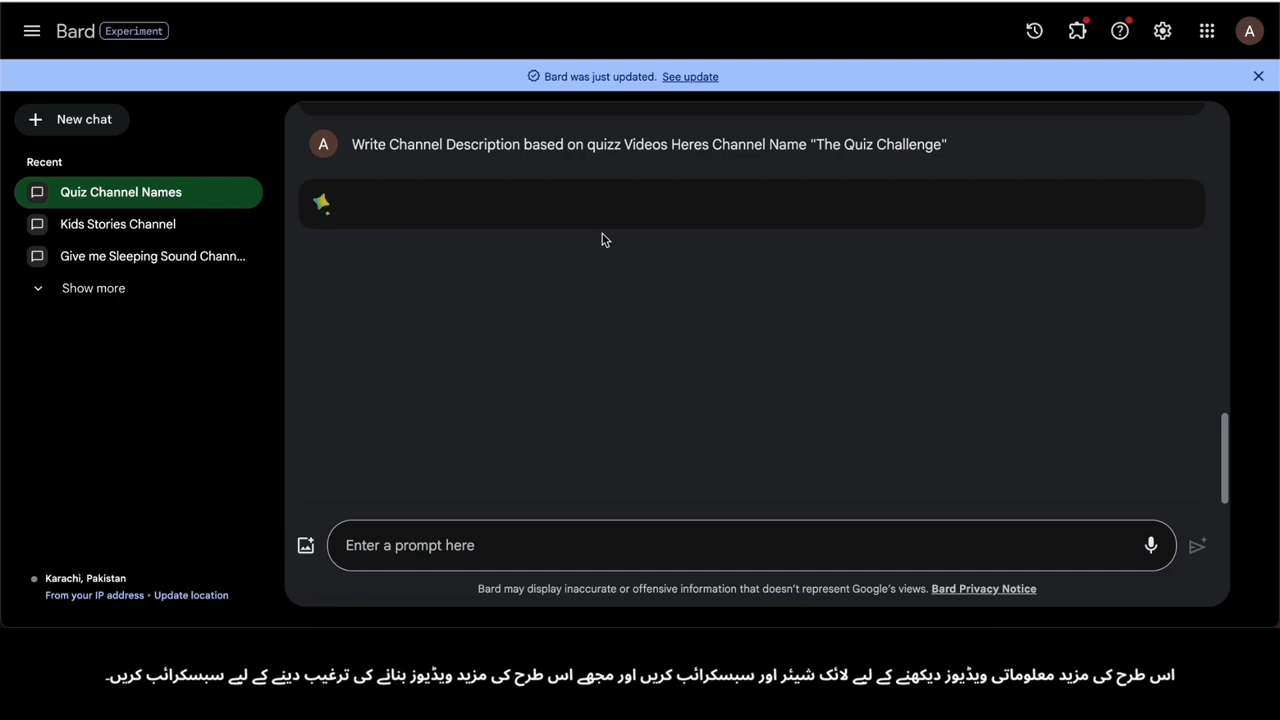 Bard Experiment
A
Bard was just updated. See update
New chat
Recent
Quiz Channel Names
Kids Stories Channel
Give me Sleeping Sound Chann...
Show more
A
Write Channel Description based on quizz Videos Heres Channel Name "The Quiz Challenge"
Enter a prompt here
Karachi, Pakistan
From your IP address • Update location
Bard may display inaccurate or offensive information that doesn't represent Google's views. Bard Privacy Notice
اس طرح کی مزید معلوماتی ویڈیوز دیکھنے کے لیے لائک شیئر اور سبسکرائب کریں اور مجھے اس طرح کی مزید ویڈیوز بنانے کی ترغیب دینے کے لیے سبسکرائب کریں۔